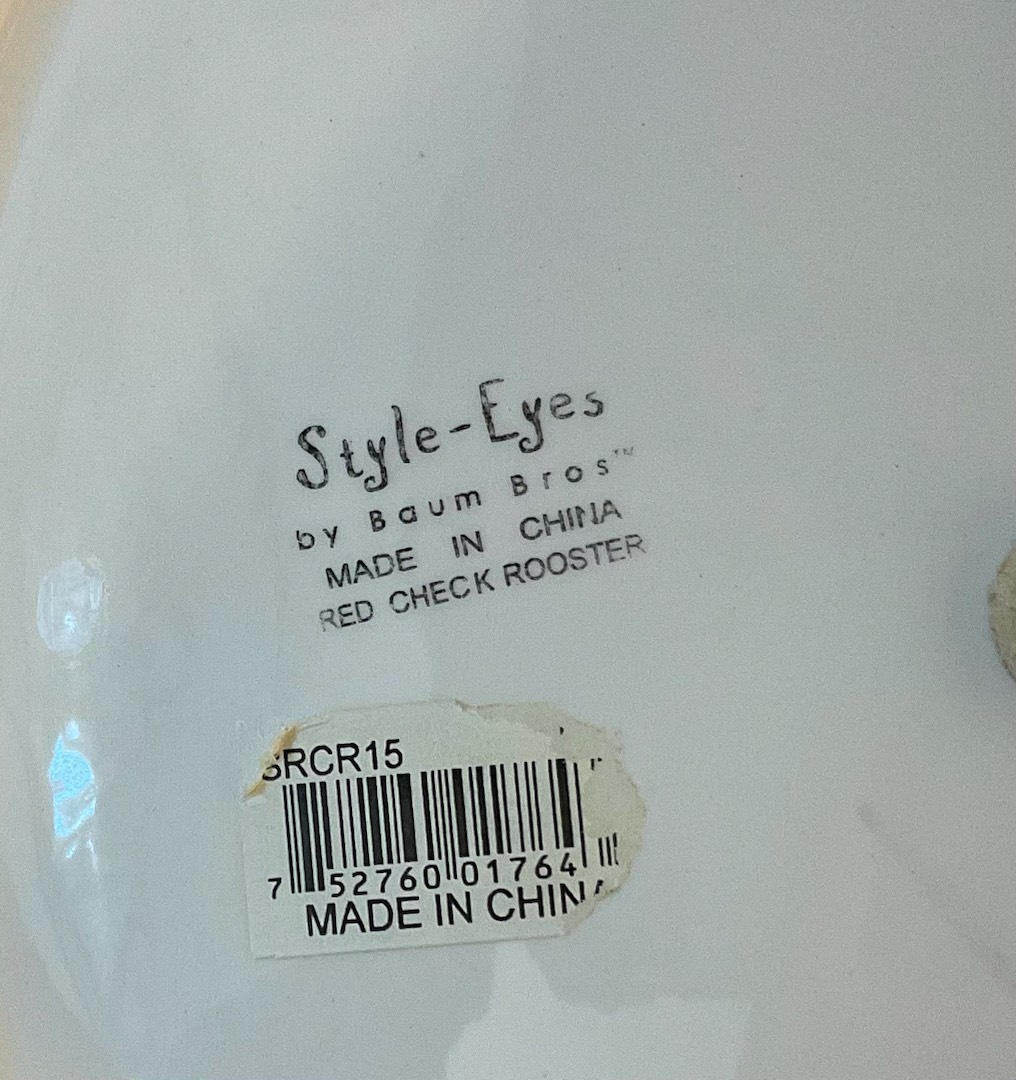 Style-Eyes
by Baum Bros™
MADE IN CHINA
RED CHECK ROOSTER
SRCR15
7 52760 01764
MADE IN CHINA